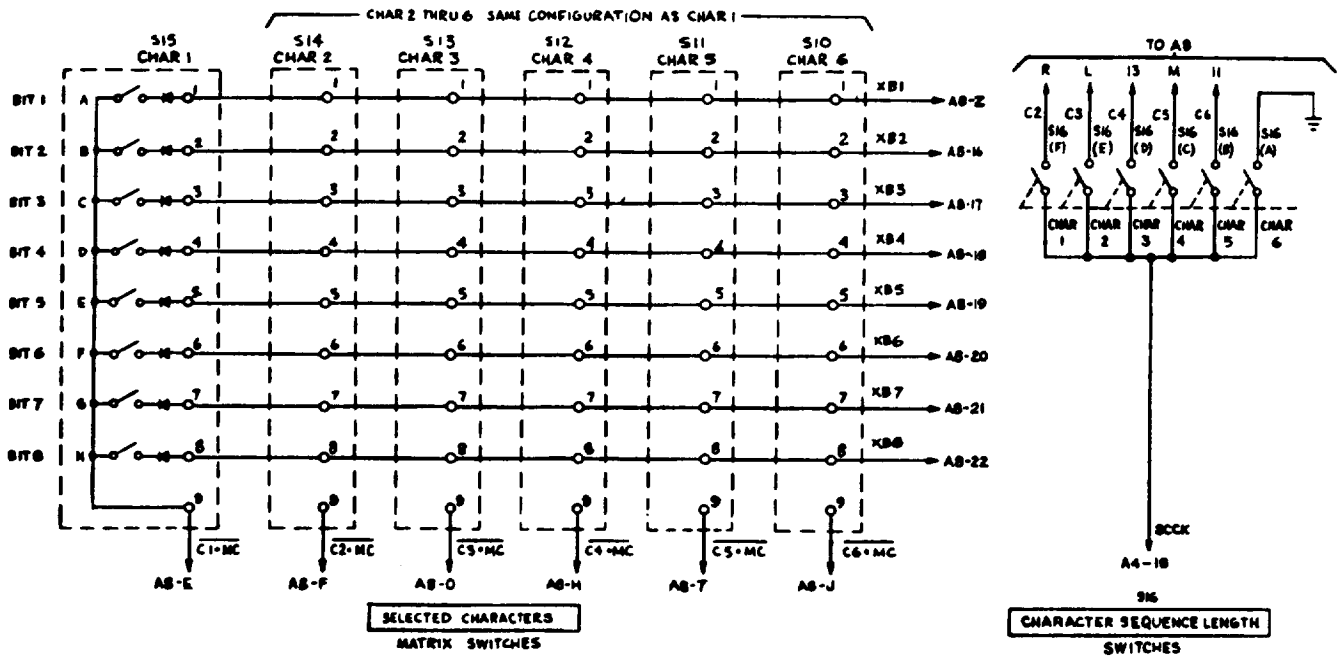 CHAR 2 THRU 6 SAME CONFIGURATION AS CHAR 1
S15 CHAR 1
S14 CHAR 2
S13 CHAR 3
S12 CHAR 4
S11 CHAR 5
S10 CHAR 6
BIT 1 A 1 1 1 1 1 1 XB1 A8-Z
BIT 2 B 2 2 2 2 2 2 XB2 A8-16
BIT 3 C 3 3 3 3 3 3 XB3 A8-17
BIT 4 D 4 4 4 4 4 4 XB4 A8-18
BIT 5 E 5 5 5 5 5 5 XB5 A8-19
BIT 6 F 6 6 6 6 6 6 XB6 A8-20
BIT 7 G 7 7 7 7 7 7 XB7 A8-21
BIT 8 H 8 8 8 8 8 8 XB8 A8-22
9 9 9 9 9 9
C1•MC C2•MC C3•MC C4•MC C5•MC C6•MC
A8-E A8-F A8-D A8-H A8-7 A8-J
SELECTED CHARACTERS
MATRIX SWITCHES
TO A8
R L 13 M 11
C2 C3 C4 C5 C6
S16 (F) S16 (E) S16 (D) S16 (C) S16 (B) S16 (A)
CHAR 1 CHAR 2 CHAR 3 CHAR 4 CHAR 5 CHAR 6
SCCK
A4-18
S16
CHARACTER SEQUENCE LENGTH
SWITCHES